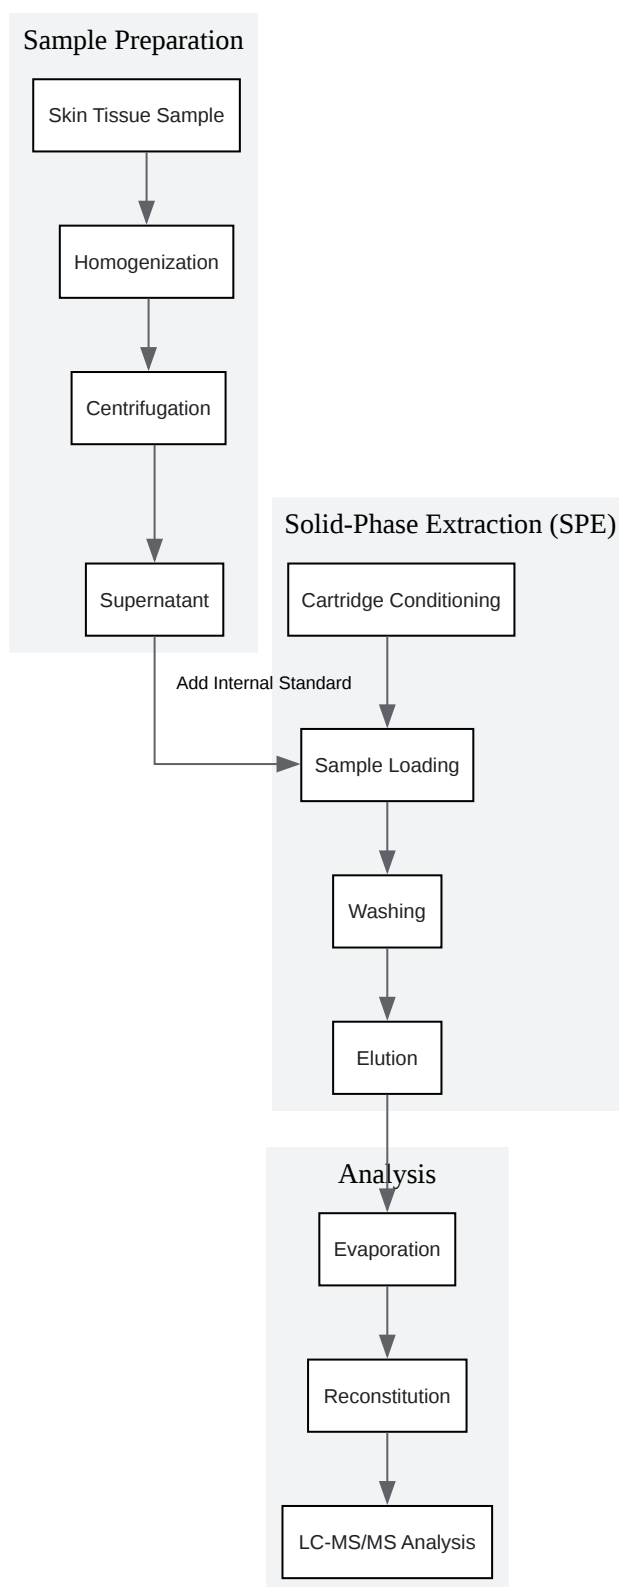 Sample Preparation
Skin Tissue Sample
Homogenization
Centrifugation
Supernatant
Add Internal Standard
Solid-Phase Extraction (SPE)
Cartridge Conditioning
Sample Loading
Washing
Elution
Analysis
Evaporation
Reconstitution
LC-MS/MS Analysis